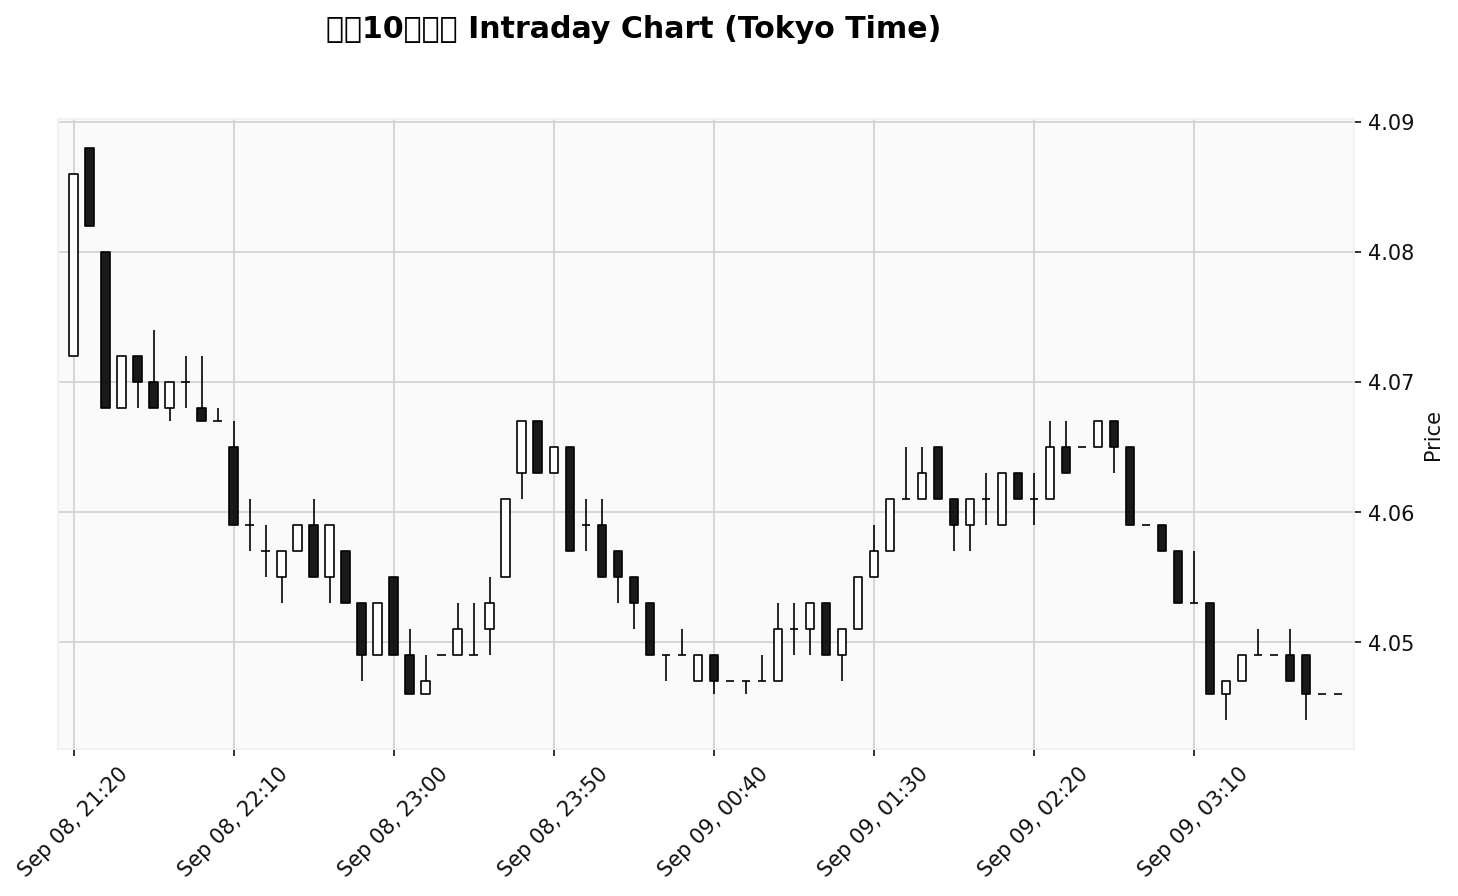 10 Intraday Chart (Tokyo Time)
4.09
4.08
4.07
4.06
4.05
Price
Sep 08, 21:20
Sep 08, 22:10
Sep 08, 23:00
Sep 08, 23:50
Sep 09, 00:40
Sep 09, 01:30
Sep 09, 02:20
Sep 09, 03:10